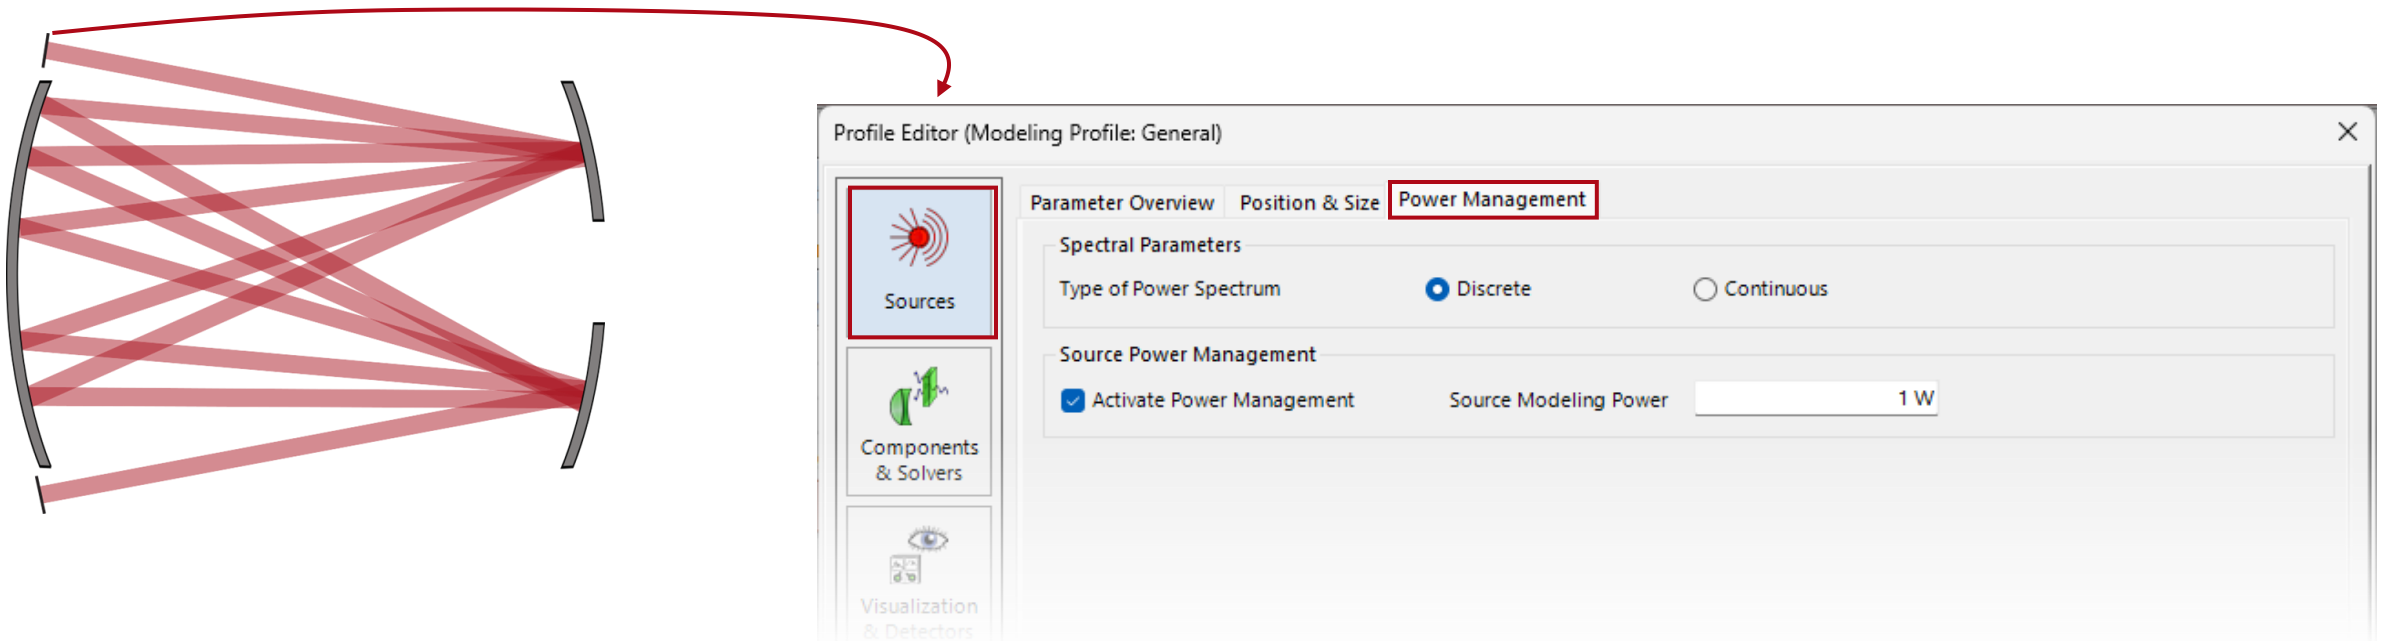 Profile Editor (Modeling Profile: General)
Sources
Parameter Overview Position & Size Power Management
Spectral Parameters
Type of Power Spectrum Discrete Continuous
Source Power Management
Activate Power Management Source Modeling Power 1 W
Components
& Solvers
Visualization
& Detectors